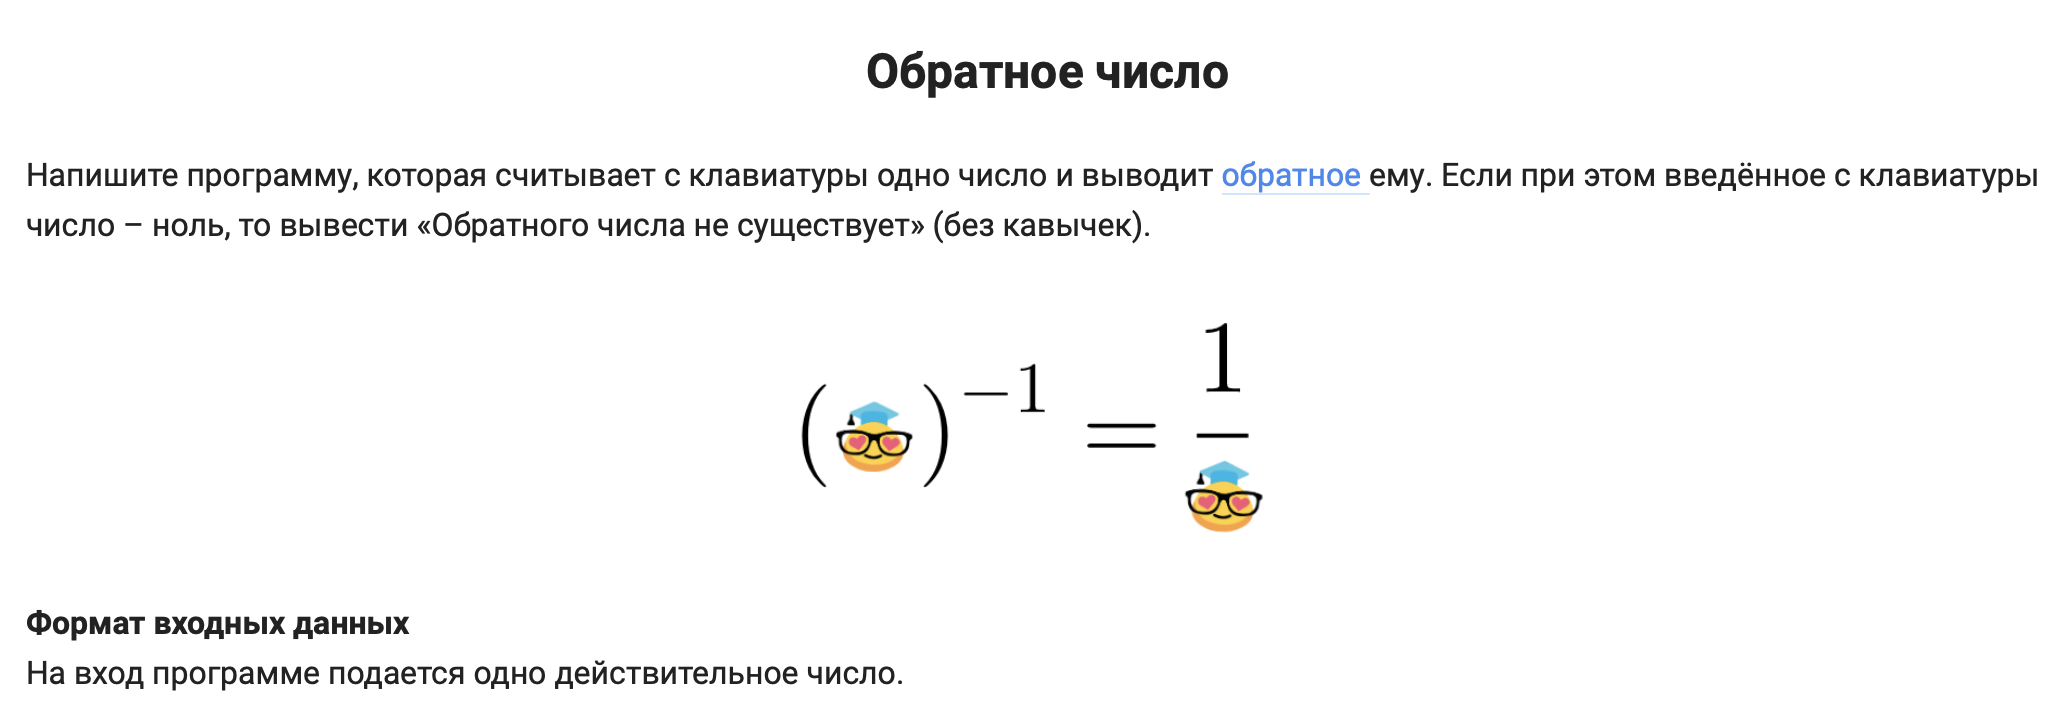 Обратное число
Напишите программу, которая считывает с клавиатуры одно число и выводит обратное ему. Если при этом введённое с клавиатуры
число – ноль, то вывести «Обратного числа не существует» (без кавычек).
( )⁻¹ = 1/
Формат входных данных
На вход программе подается одно действительное число.